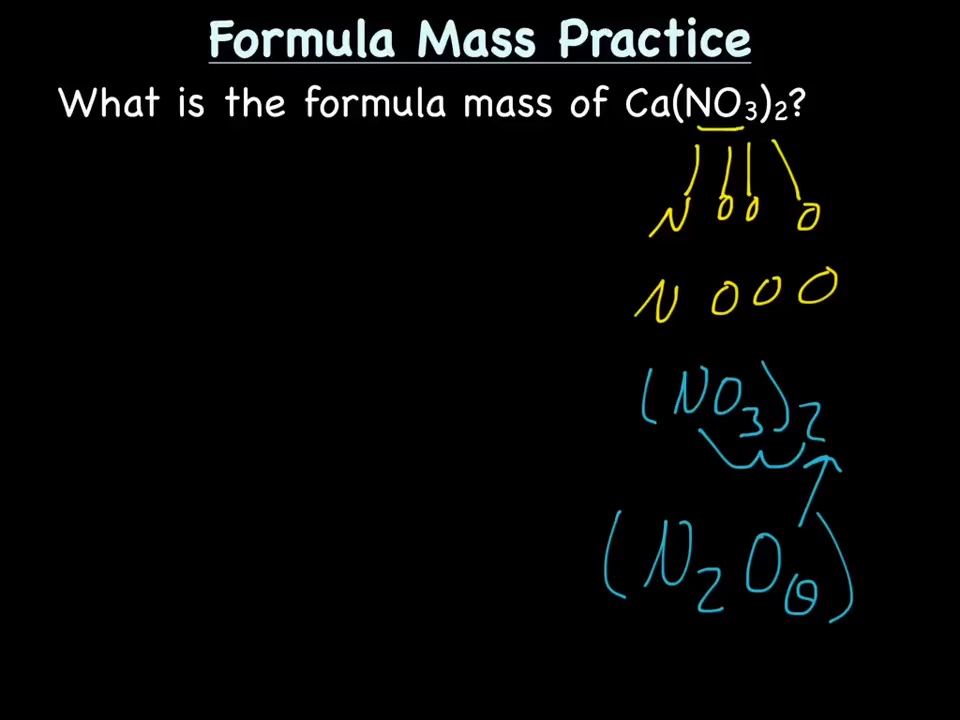 Formula Mass Practice
What is the formula mass of Ca(NO₃)₂?
N O O O
N O O O
(NO₃)₂
(N₂O₆)